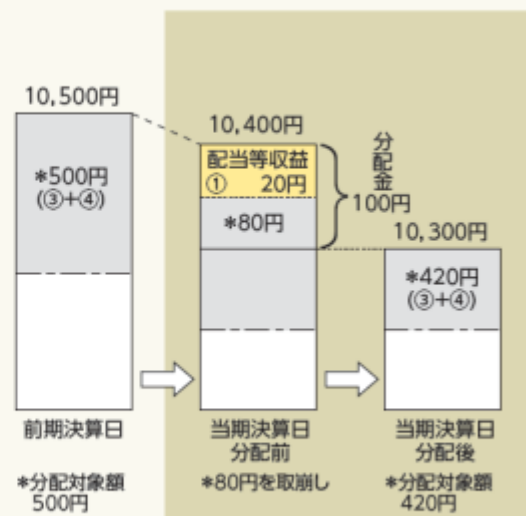 10,500円
*500円
(③+④)
前期決算日
*分配対象額
500円
10,400円
配当等収益
① 20円
*80円
分配金
100円
当期決算日
分配前
*80円を取崩し
10,300円
*420円
(③+④)
当期決算日
分配後
*分配対象額
420円